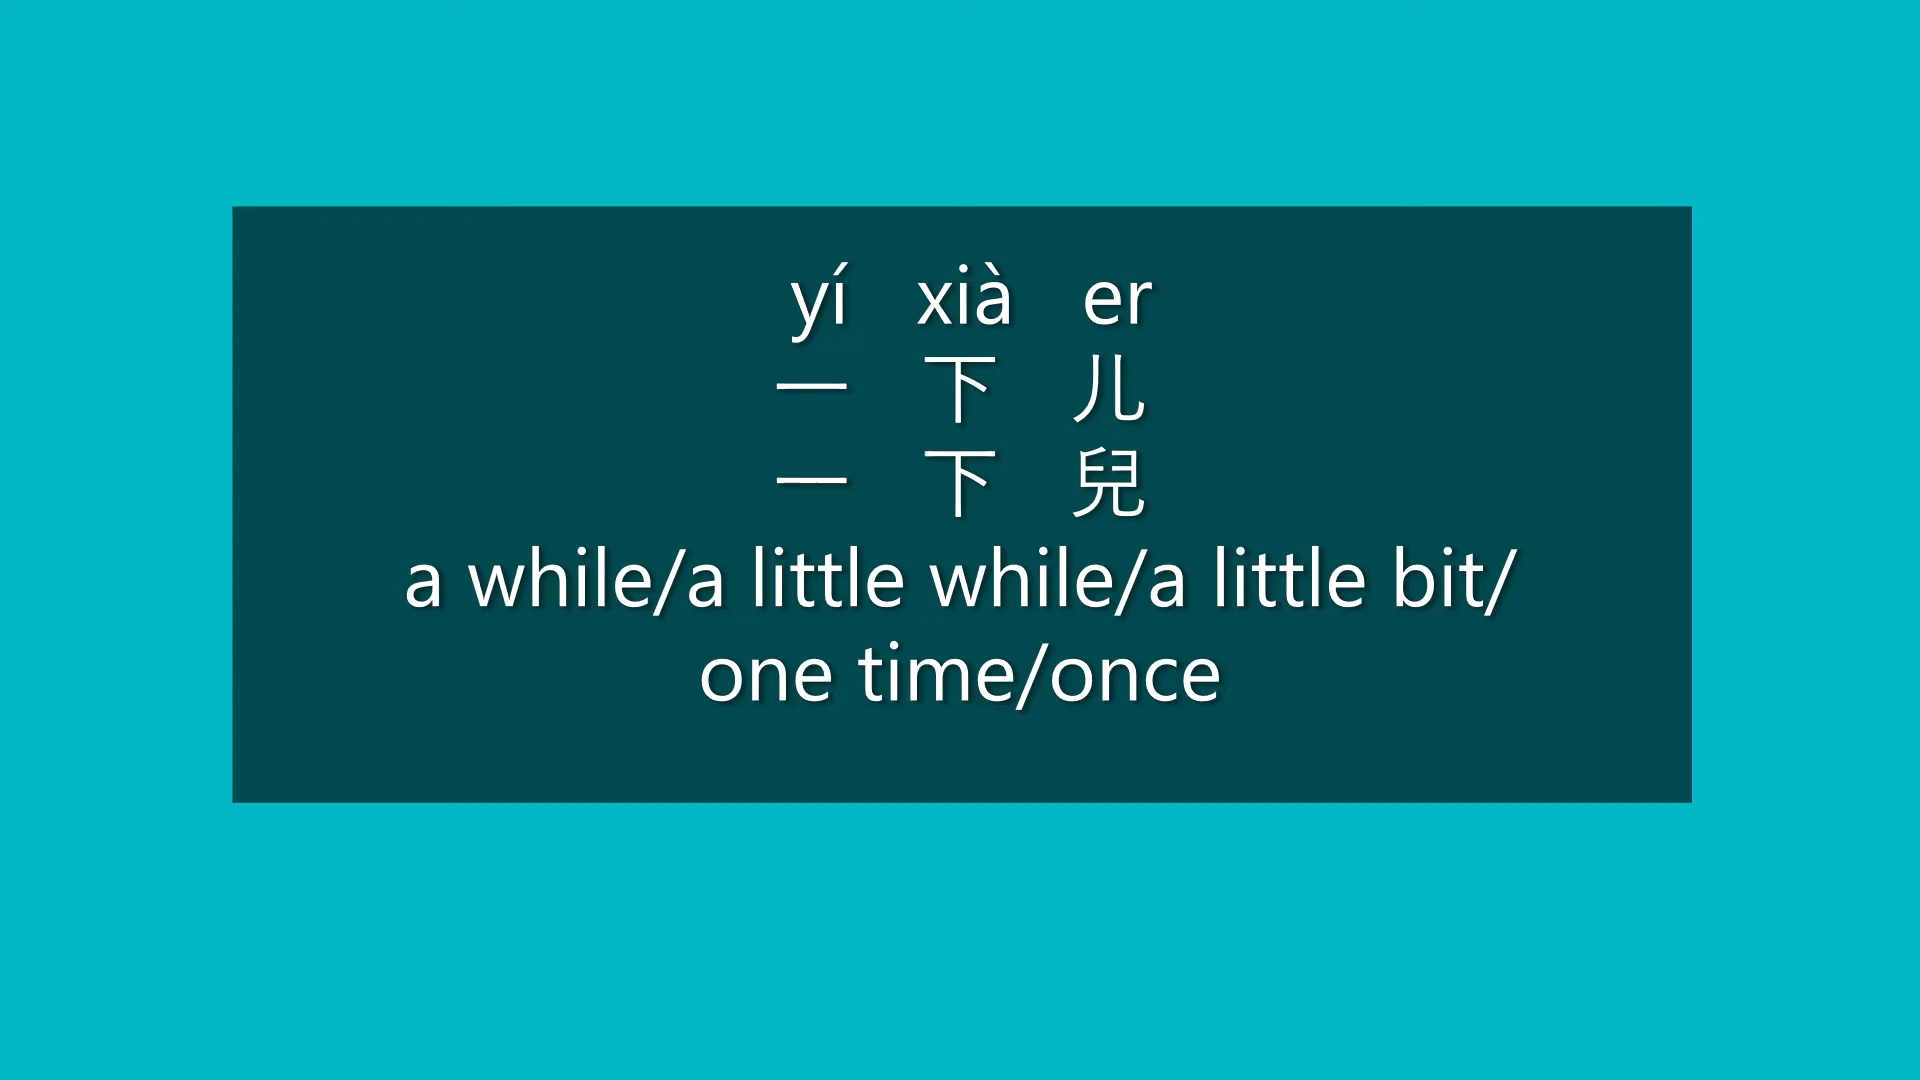 yí xià er
一 下 儿
一 下 兒
a while/a little while/a little bit/
one time/once